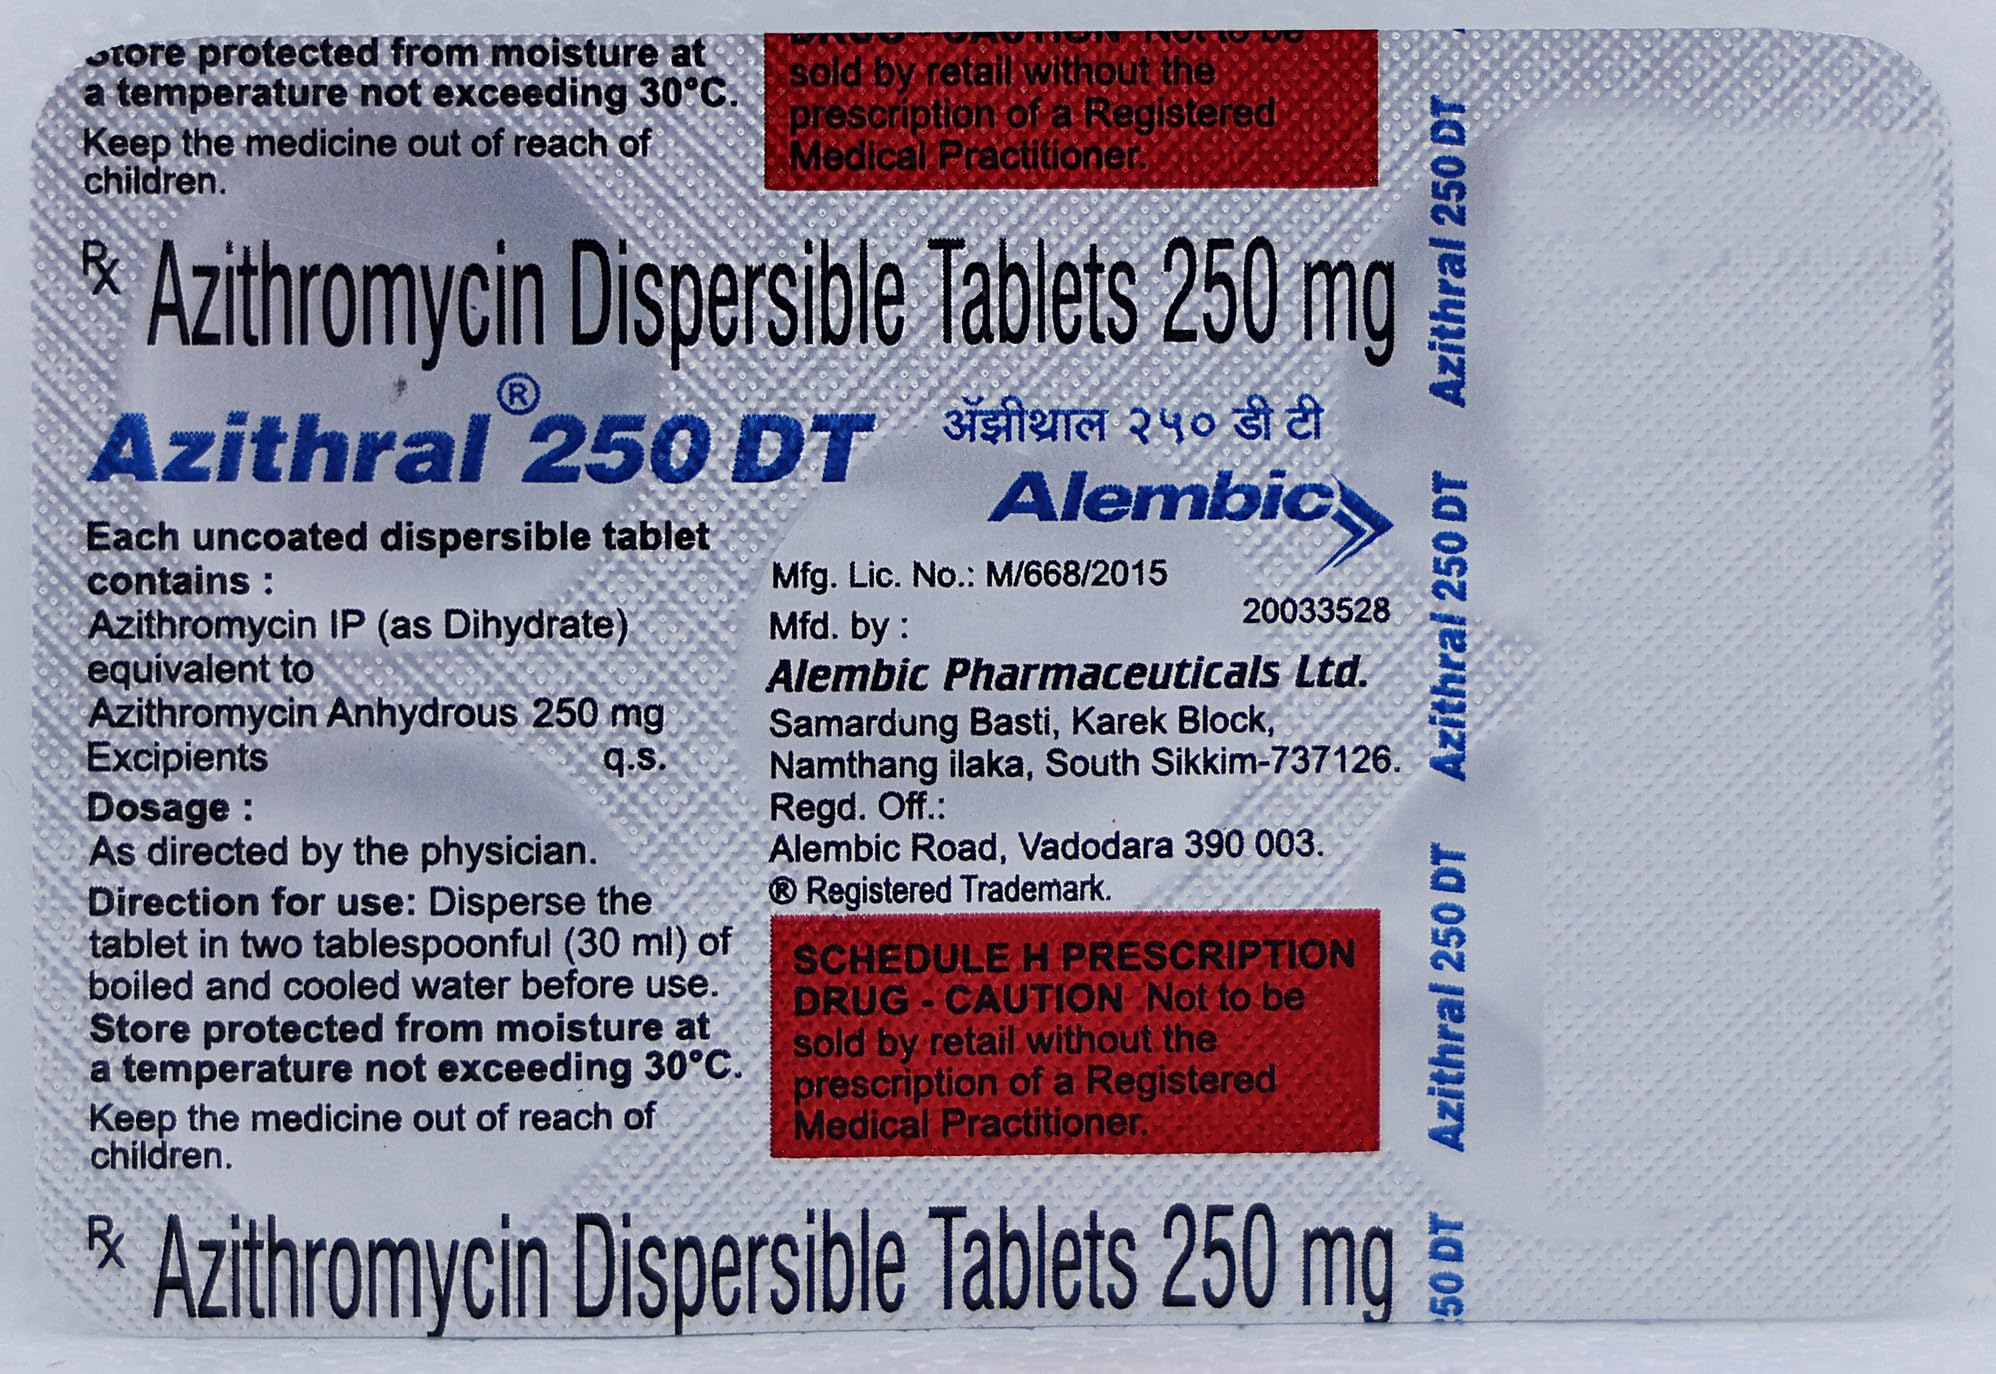 Store protected from moisture at
a temperature not exceeding 30°C.
Keep the medicine out of reach of
children.
DRUG - CAUTION Not to be
sold by retail without the
prescription of a Registered
Medical Practitioner.
Rx Azithromycin Dispersible Tablets 250 mg
Azithral® 250 DT
ॲझीथ्राल २५० डी टी
Alembic
Each uncoated dispersible tablet
contains :
Azithromycin IP (as Dihydrate)
equivalent to
Azithromycin Anhydrous 250 mg
Excipients q.s.
Dosage :
As directed by the physician.
Direction for use: Disperse the
tablet in two tablespoonful (30 ml) of
boiled and cooled water before use.
Store protected from moisture at
a temperature not exceeding 30°C.
Keep the medicine out of reach of
children.
Mfg. Lic. No.: M/668/2015
20033528
Mfd. by :
Alembic Pharmaceuticals Ltd.
Samardung Basti, Karek Block,
Namthang ilaka, South Sikkim-737126.
Regd. Off.:
Alembic Road, Vadodara 390 003.
® Registered Trademark.
SCHEDULE H PRESCRIPTION
DRUG - CAUTION Not to be
sold by retail without the
prescription of a Registered
Medical Practitioner.
Rx Azithromycin Dispersible Tablets 250 mg
Azithral 250 DT
Azithral 250 DT
Azithral 250 DT
50 DT